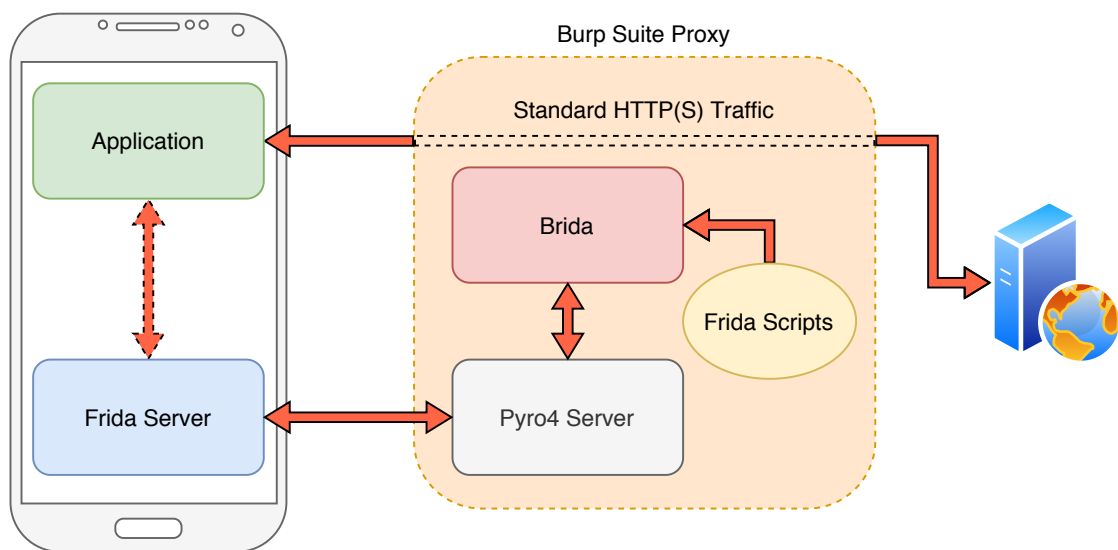 Burp Suite Proxy
Standard HTTP(S) Traffic
Application
Brida
Frida Scripts
Frida Server
Pyro4 Server